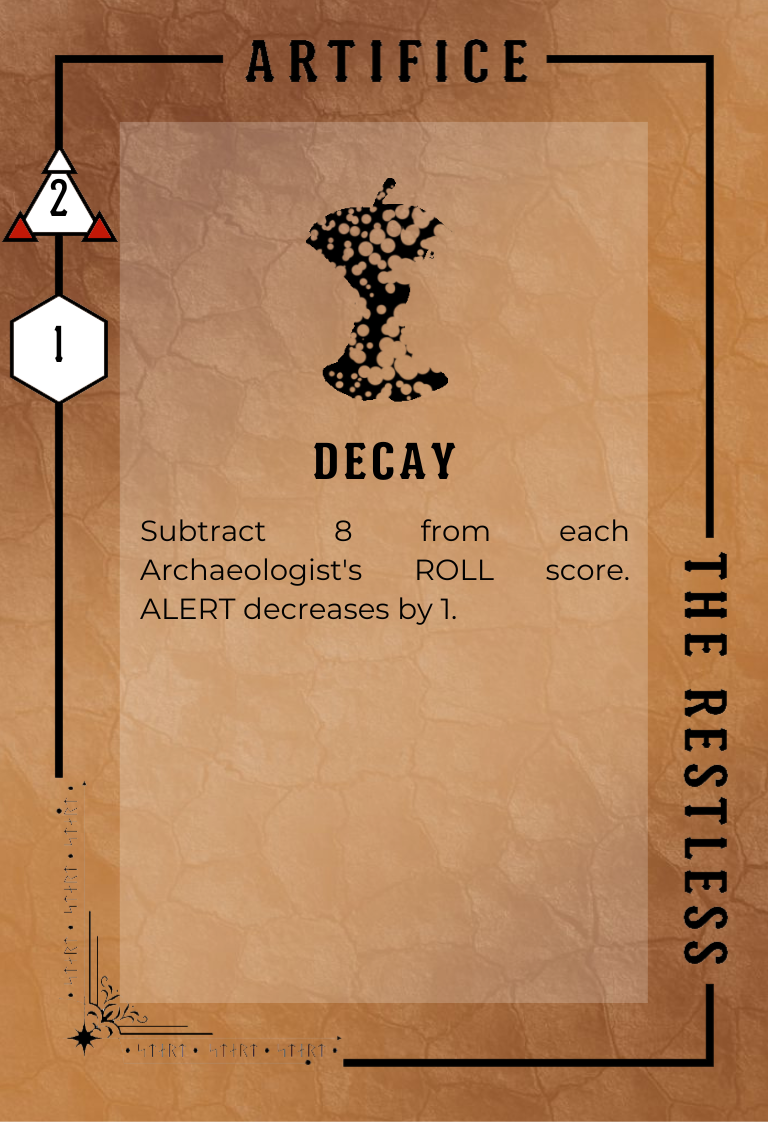 ARTIFICE
2
1
DECAY
Subtract 8 from each
Archaeologist's ROLL score.
ALERT decreases by 1.
THE RESTLESS